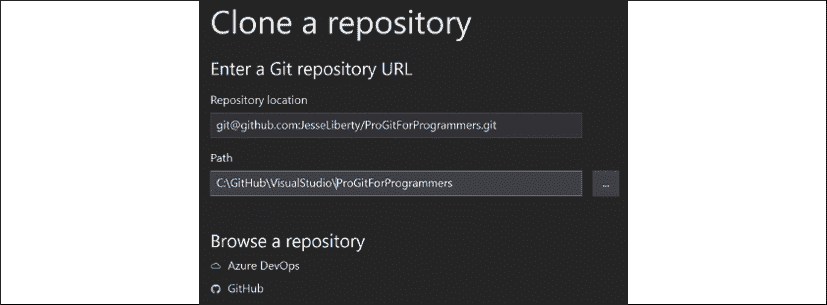 Clone a repository
Enter a Git repository URL
Repository location
git@github.com:JesseLiberty/ProGitForProgrammers.git
Path
C:\GitHub\VisualStudio\ProGitForProgrammers
...
Browse a repository
Azure DevOps
GitHub